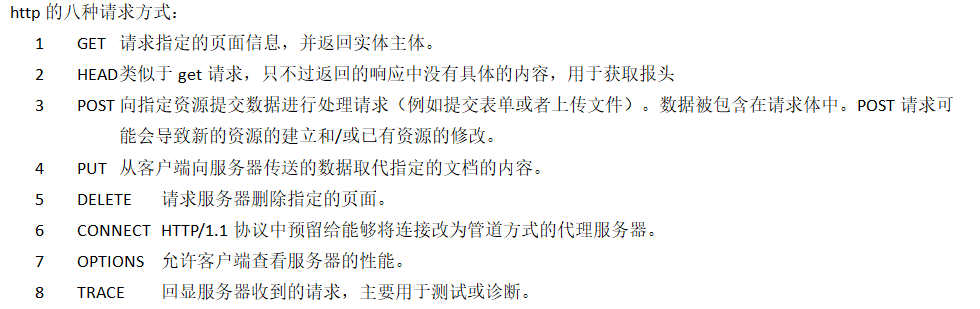 http 的八种请求方式：
1 GET 请求指定的页面信息，并返回实体主体。
2 HEAD 类似于 get 请求，只不过返回的响应中没有具体的内容，用于获取报头
3 POST 向指定资源提交数据进行处理请求（例如提交表单或者上传文件）。数据被包含在请求体中。POST 请求可
能会导致新的资源的建立和/或已有资源的修改。
4 PUT 从客户端向服务器传送的数据取代指定的文档的内容。
5 DELETE 请求服务器删除指定的页面。
6 CONNECT HTTP/1.1 协议中预留给能够将连接改为管道方式的代理服务器。
7 OPTIONS 允许客户端查看服务器的性能。
8 TRACE 回显服务器收到的请求，主要用于测试或诊断。